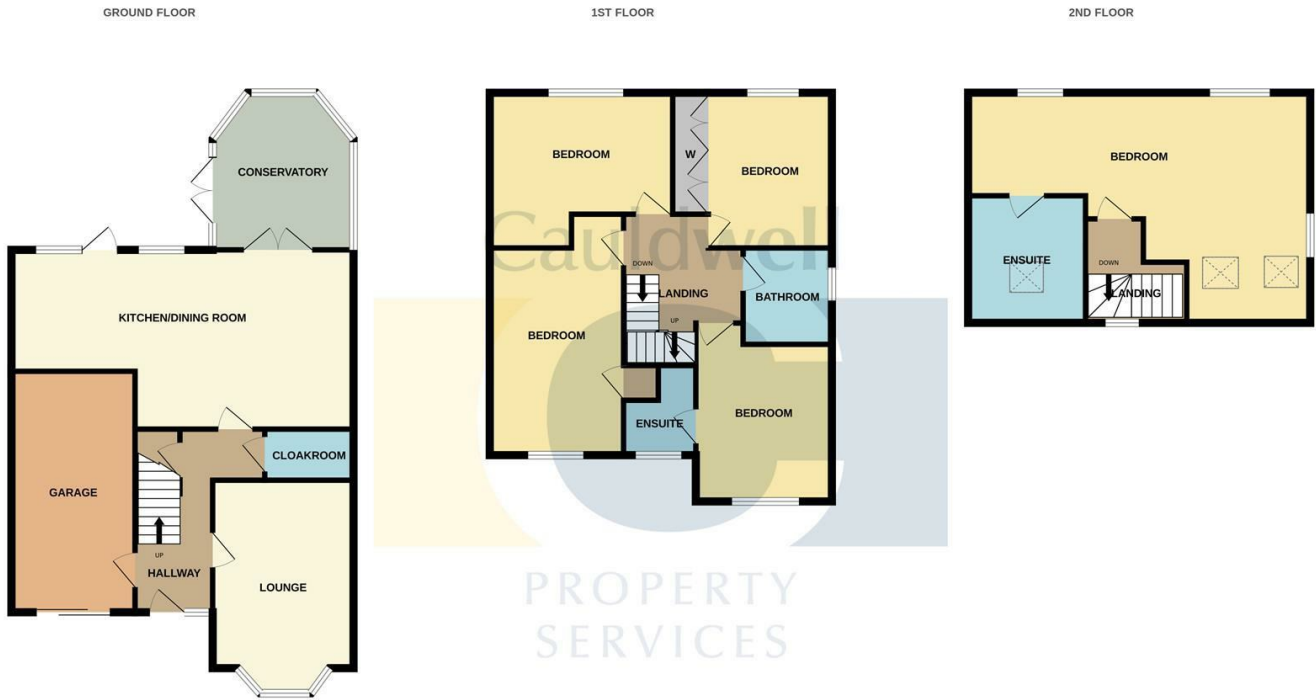 GROUND FLOOR
CONSERVATORY
KITCHEN/DINING ROOM
CLOAKROOM
GARAGE
UP
HALLWAY
LOUNGE
1ST FLOOR
BEDROOM
W
BEDROOM
DOWN
LANDING
BATHROOM
UP
BEDROOM
BEDROOM
ENSUITE
2ND FLOOR
BEDROOM
ENSUITE
DOWN
LANDING
Cauldwell
PROPERTY
SERVICES